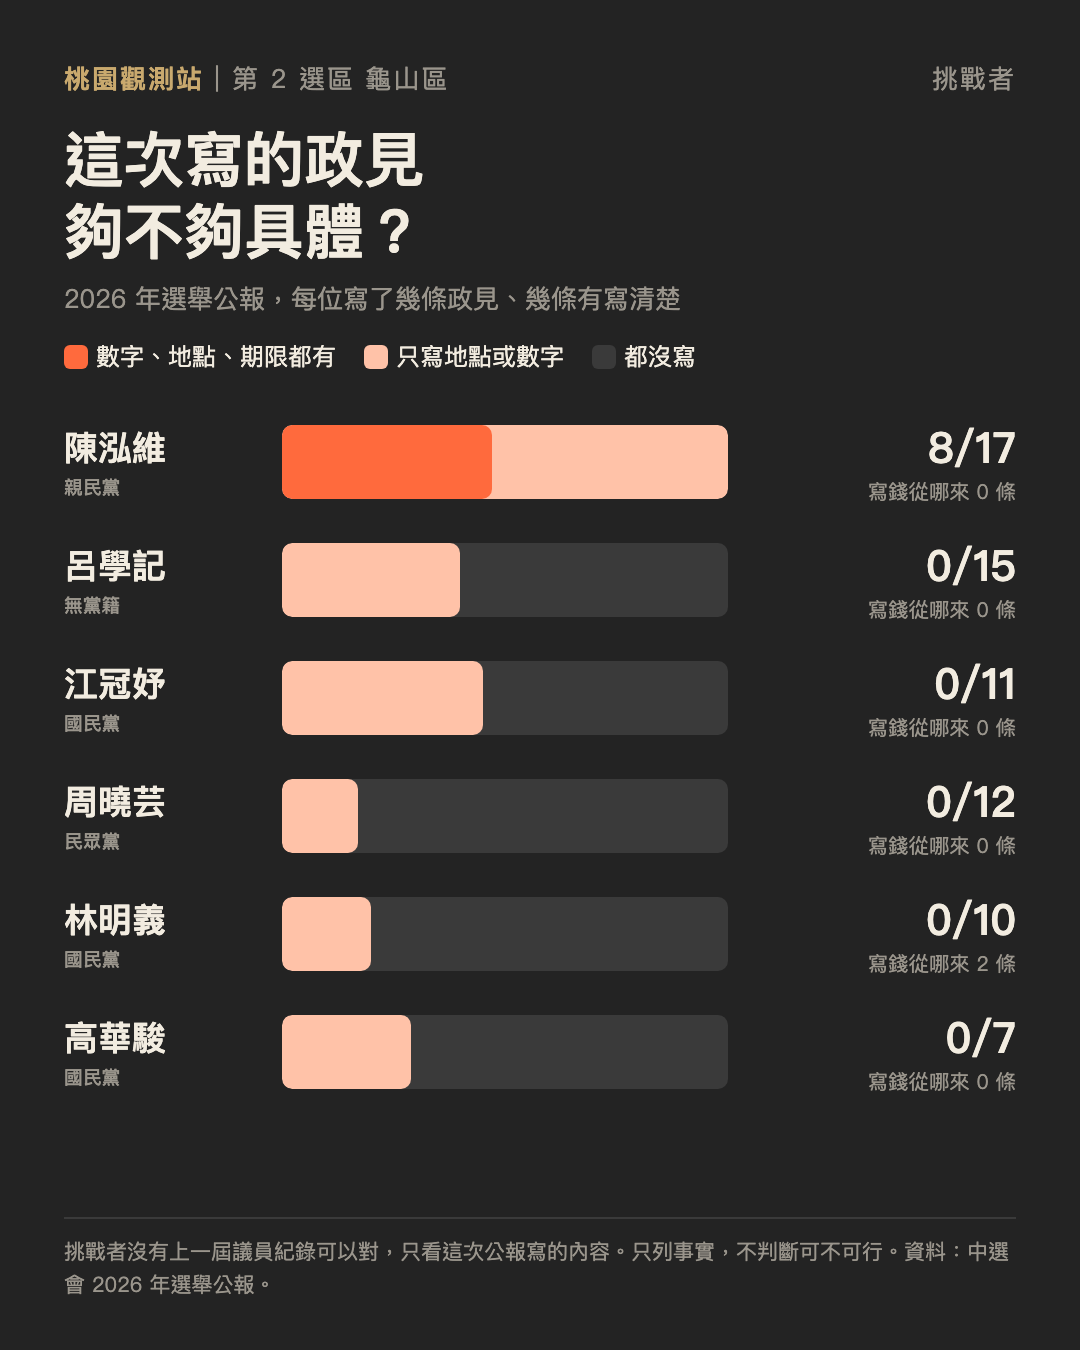 桃園觀測站｜第 2 選區 龜山區
挑戰者
這次寫的政見
夠不夠具體？
2026 年選舉公報，每位寫了幾條政見、幾條有寫清楚
數字、地點、期限都有
只寫地點或數字
都沒寫
陳泓維
親民黨
8/17
寫錢從哪來 0 條
呂學記
無黨籍
0/15
寫錢從哪來 0 條
江冠妤
國民黨
0/11
寫錢從哪來 0 條
周曉芸
民眾黨
0/12
寫錢從哪來 0 條
林明義
國民黨
0/10
寫錢從哪來 2 條
高華駿
國民黨
0/7
寫錢從哪來 0 條
挑戰者沒有上一屆議員紀錄可以對，只看這次公報寫的內容。只列事實，不判斷可不可行。資料：中選
會 2026 年選舉公報。